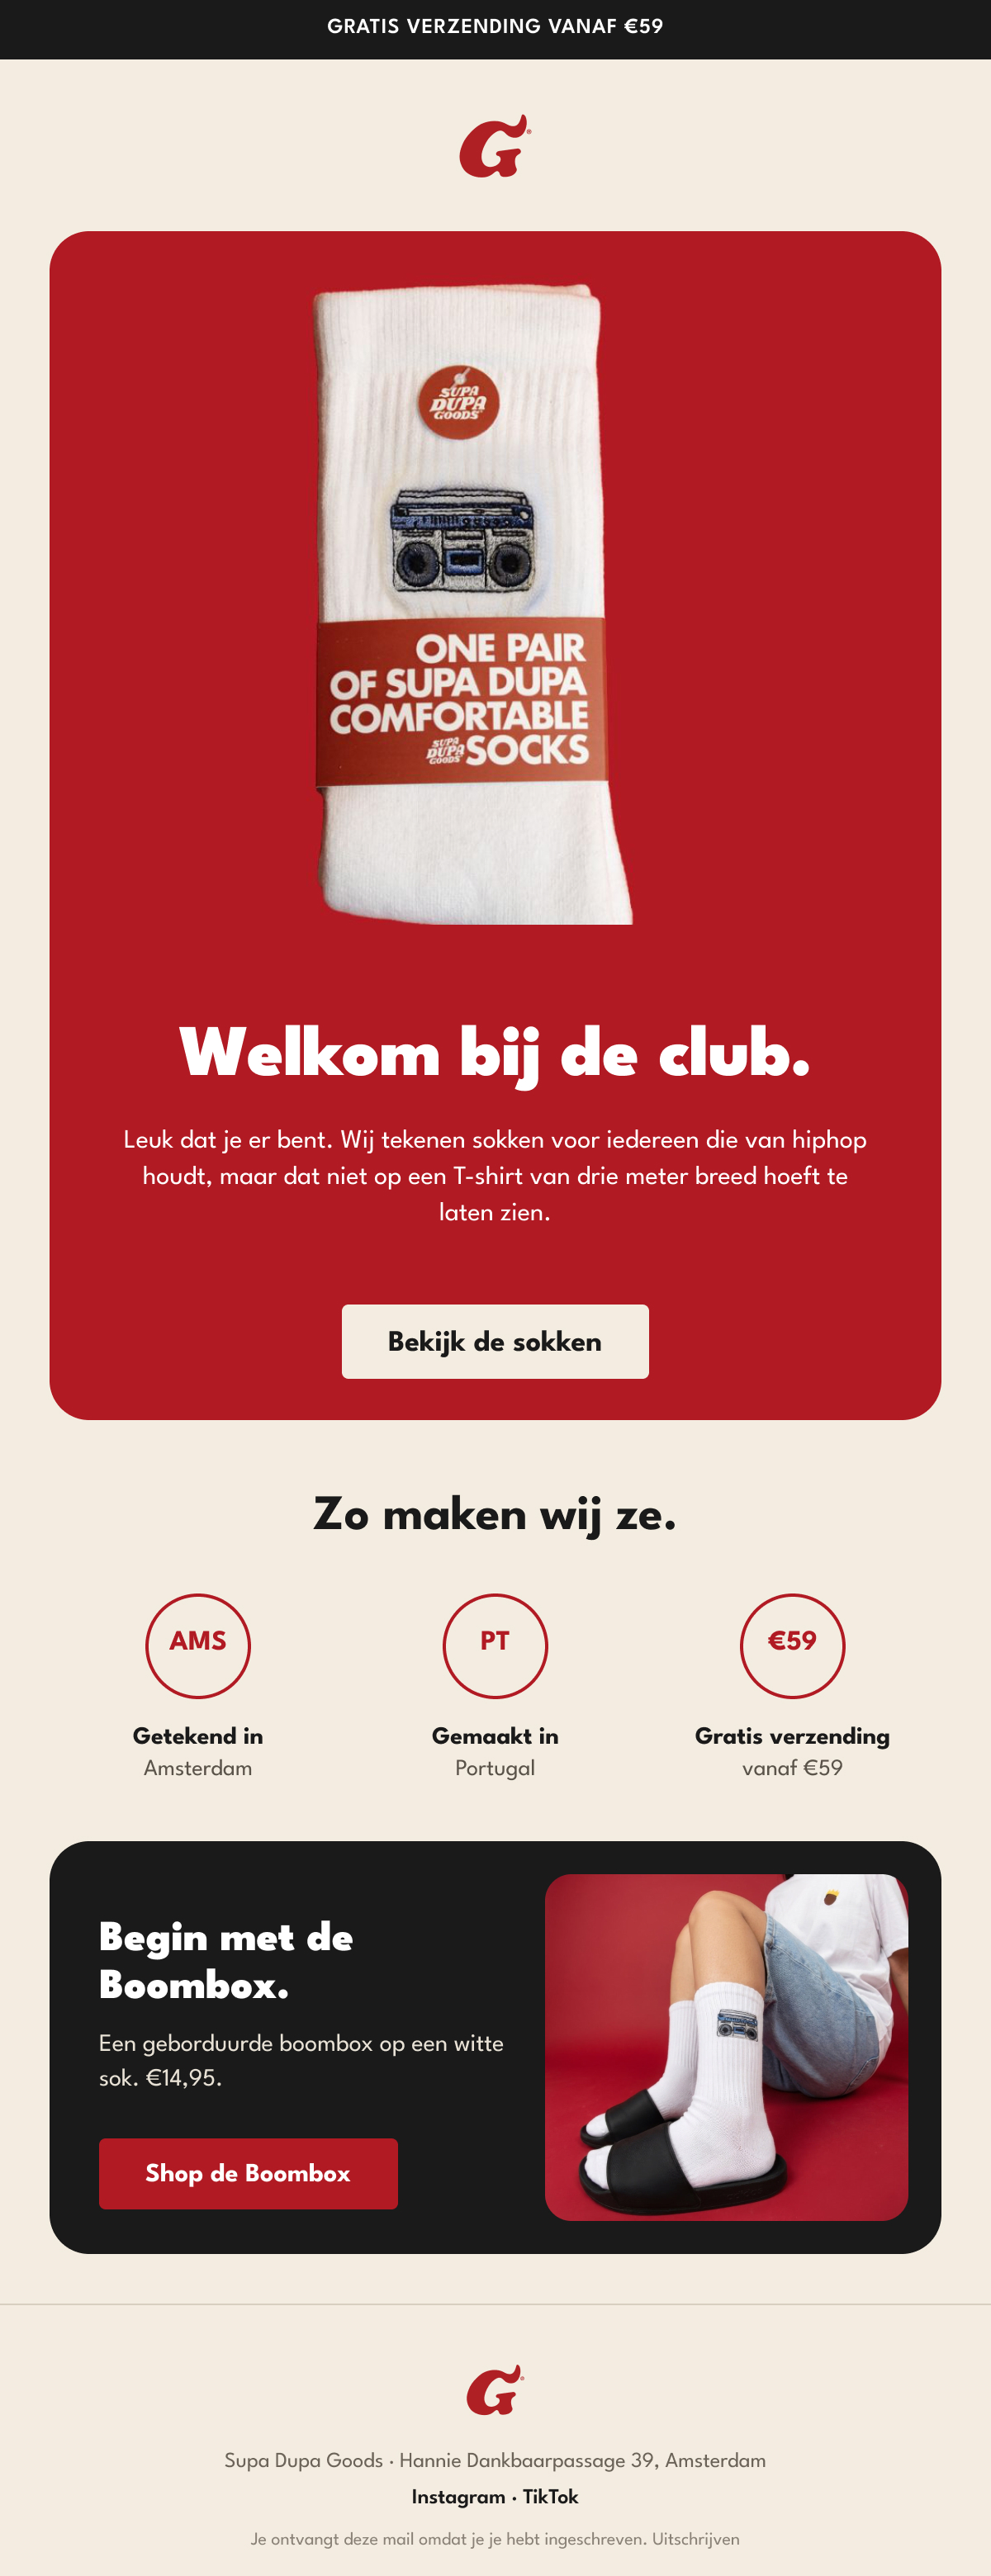 GRATIS VERZENDING VANAF €59
G®
SUPA
DUPA
GOODS
ONE PAIR
OF SUPA DUPA
COMFORTABLE
SUPA DUPA GOODS SOCKS
Welkom bij de club.
Leuk dat je er bent. Wij tekenen sokken voor iedereen die van hiphop
houdt, maar dat niet op een T-shirt van drie meter breed hoeft te
laten zien.
Bekijk de sokken
Zo maken wij ze.
AMS
PT
€59
Getekend in
Amsterdam
Gemaakt in
Portugal
Gratis verzending
vanaf €59
Begin met de
Boombox.
Een geborduurde boombox op een witte
sok. €14,95.
Shop de Boombox
G®
Supa Dupa Goods · Hannie Dankbaarpassage 39, Amsterdam
Instagram · TikTok
Je ontvangt deze mail omdat je je hebt ingeschreven. Uitschrijven